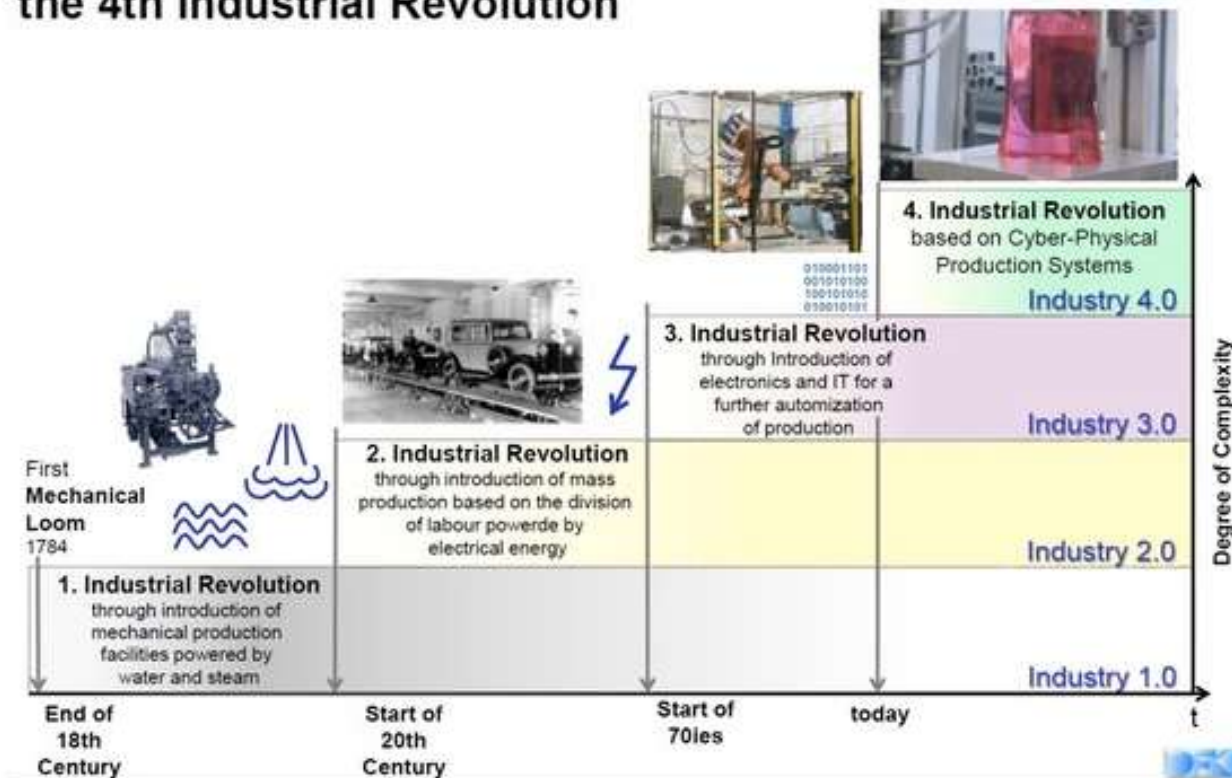 the 4th Industrial Revolution
4. Industrial Revolution
based on Cyber-Physical
Production Systems
Industry 4.0
010001101
001010100
100101010
010010101
3. Industrial Revolution
through Introduction of
electronics and IT for a
further automization
of production
Industry 3.0
2. Industrial Revolution
through introduction of mass
production based on the division
of labour powerde by
electrical energy
Industry 2.0
First
Mechanical
Loom
1784
1. Industrial Revolution
through introduction of
mechanical production
facilities powered by
water and steam
Industry 1.0
Degree of Complexity
End of
18th
Century
Start of
20th
Century
Start of
70ies
today
t